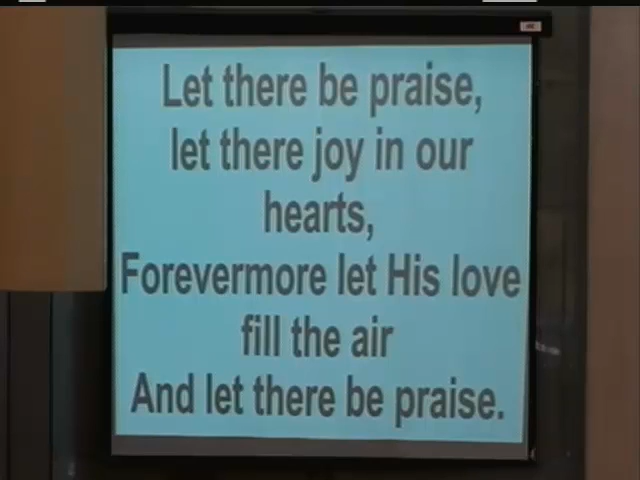 Let there be praise,
let there joy in our
hearts,
Forevermore let His love
fill the air
And let there be praise.